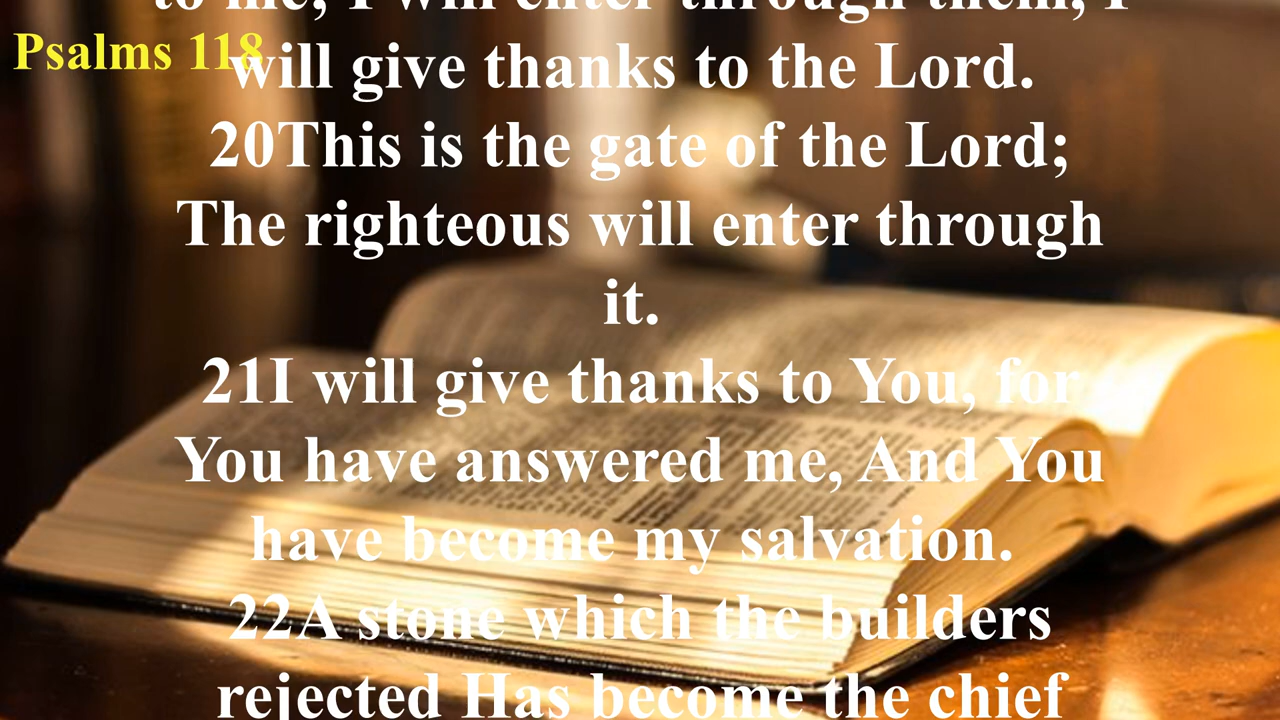 to me; I will enter through them, I
Psalms 118
will give thanks to the Lord.
20This is the gate of the Lord;
The righteous will enter through
it.
21I will give thanks to You, for
You have answered me, And You
have become my salvation.
22A stone which the builders
rejected Has become the chief